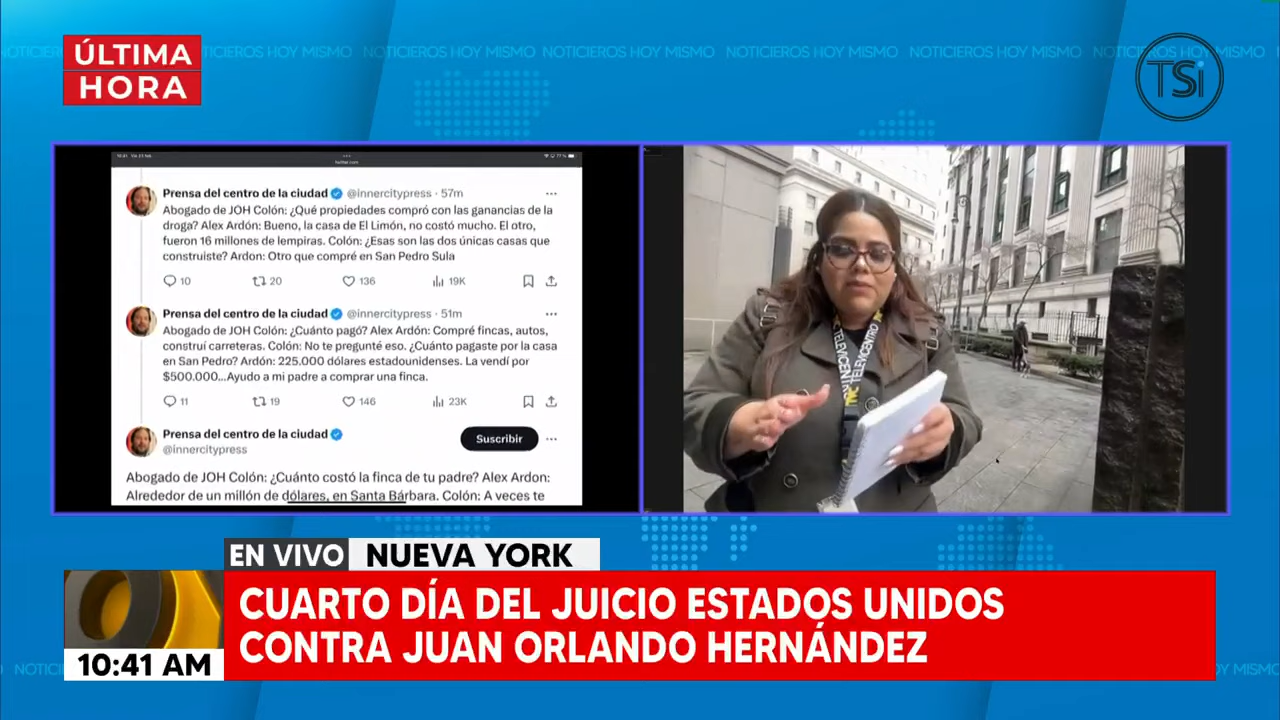 ÚLTIMA
HORA
NOTICIEROS HOY MISMO NOTICIEROS HOY MISMO NOTICIEROS HOY MISMO NOTICIEROS HOY MISMO NOTICIEROS HOY MISMO
TSi
Prensa del centro de la ciudad @innercitypress · 57m
Abogado de JOH Colón: ¿Qué propiedades compró con las ganancias de la
droga? Alex Ardón: Bueno, la casa de El Limón, no costó mucho. El otro,
fueron 16 millones de lempiras. Colón: ¿Esas son las dos únicas casas que
construiste? Ardon: Otro que compré en San Pedro Sula
10 20 136 19K
Prensa del centro de la ciudad @innercitypress · 51m
Abogado de JOH Colón: ¿Cuánto pagó? Alex Ardón: Compré fincas, autos,
construí carreteras. Colón: No te pregunté eso. ¿Cuánto pagaste por la casa
en San Pedro? Ardón: 225.000 dólares estadounidenses. La vendí por
$500.000...Ayudo a mi padre a comprar una finca.
11 19 146 23K
Prensa del centro de la ciudad
Suscribir
@innercitypress
Abogado de JOH Colón: ¿Cuánto costó la finca de tu padre? Alex Ardon:
Alrededor de un millón de dólares, en Santa Bárbara. Colón: A veces te
TVC TELEVICENTRO
EN VIVO NUEVA YORK
CUARTO DÍA DEL JUICIO ESTADOS UNIDOS
CONTRA JUAN ORLANDO HERNÁNDEZ
10:41 AM